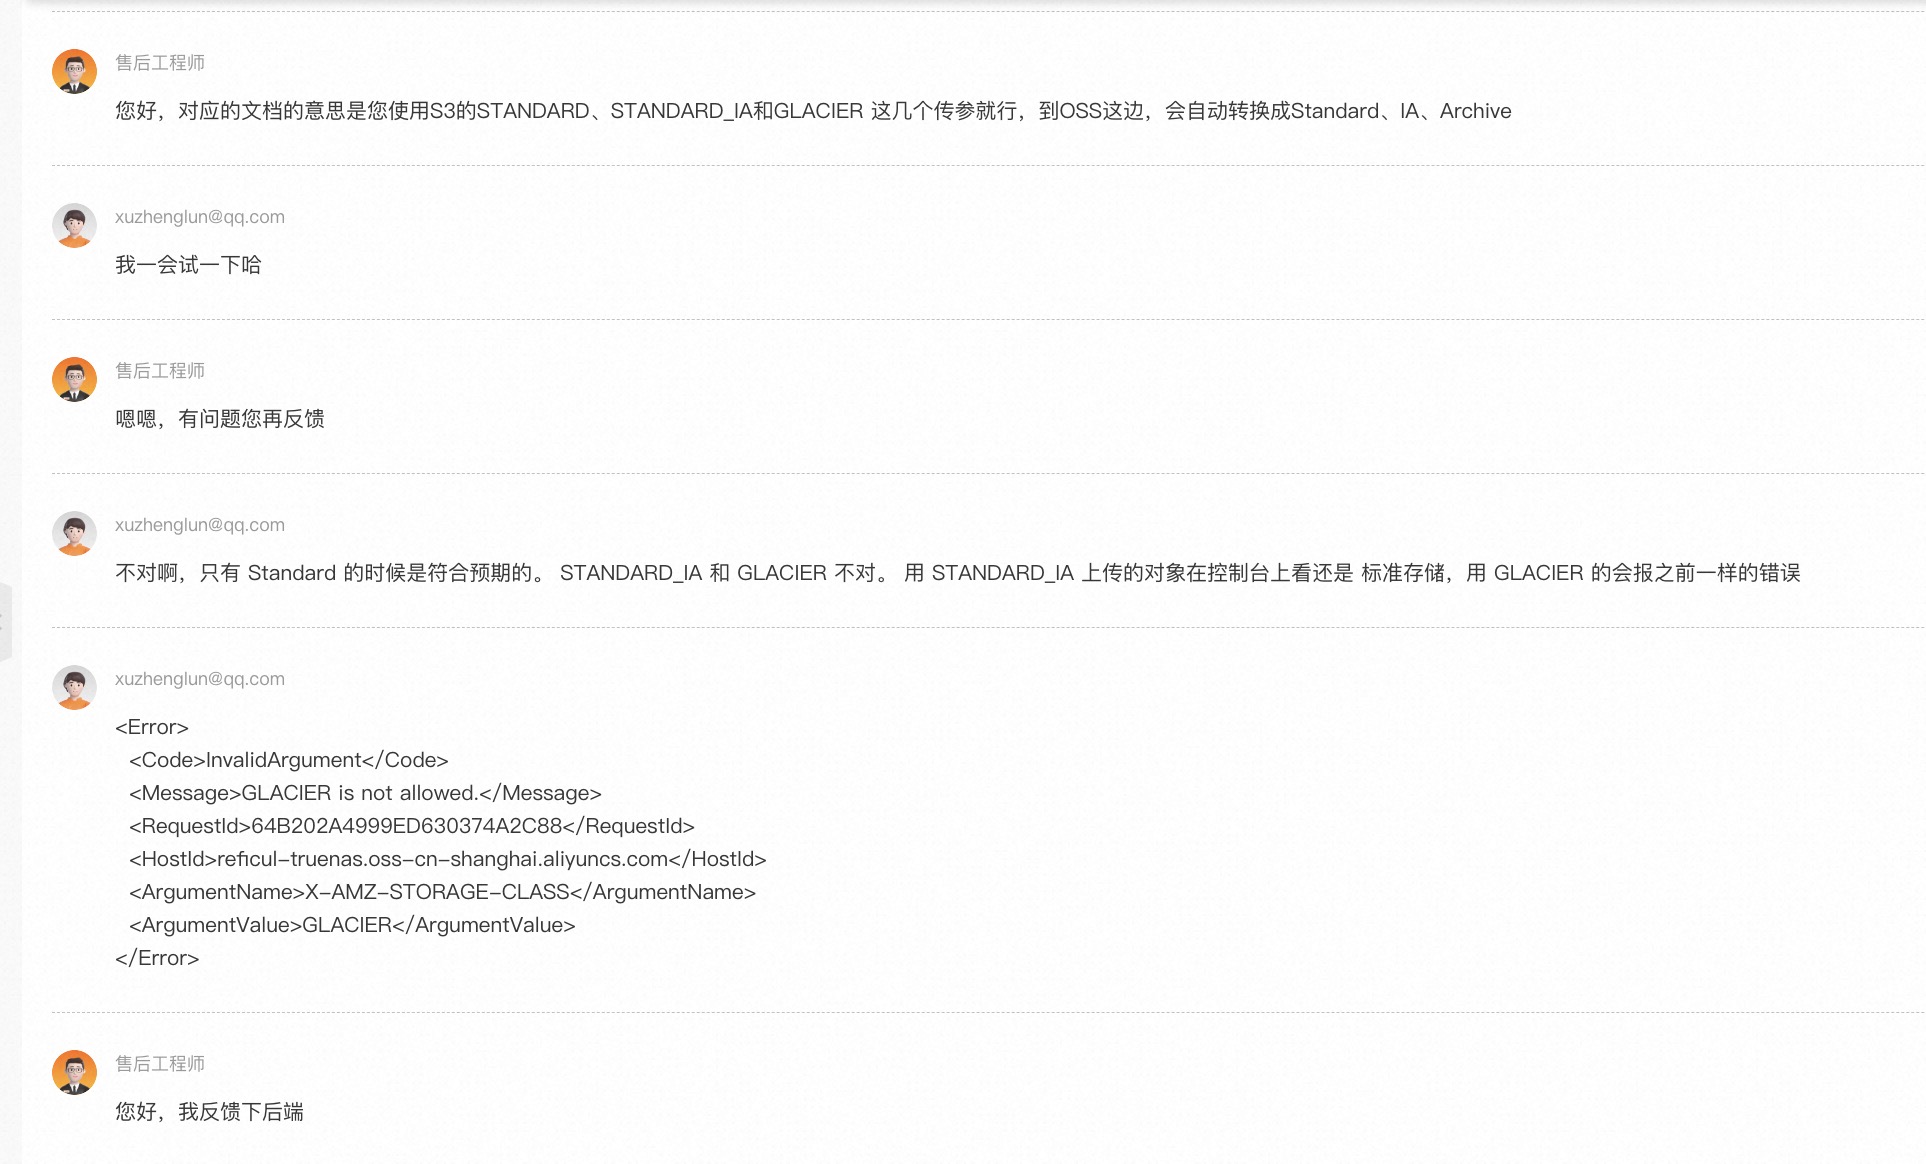 售后工程师
您好，对应的文档的意思是您使用S3的STANDARD、STANDARD_IA和GLACIER 这几个传参就行，到OSS这边，会自动转换成Standard、IA、Archive
xuzhenglun@qq.com
我一会试一下哈
售后工程师
嗯嗯，有问题您再反馈
xuzhenglun@qq.com
不对啊，只有 Standard 的时候是符合预期的。 STANDARD_IA 和 GLACIER 不对。 用 STANDARD_IA 上传的对象在控制台上看还是 标准存储，用 GLACIER 的会报之前一样的错误
xuzhenglun@qq.com
<Error>
<Code>InvalidArgument</Code>
<Message>GLACIER is not allowed.</Message>
<RequestId>64B202A4999ED630374A2C88</RequestId>
<HostId>reficul-truenas.oss-cn-shanghai.aliyuncs.com</HostId>
<ArgumentName>X-AMZ-STORAGE-CLASS</ArgumentName>
<ArgumentValue>GLACIER</ArgumentValue>
</Error>
售后工程师
您好，我反馈下后端